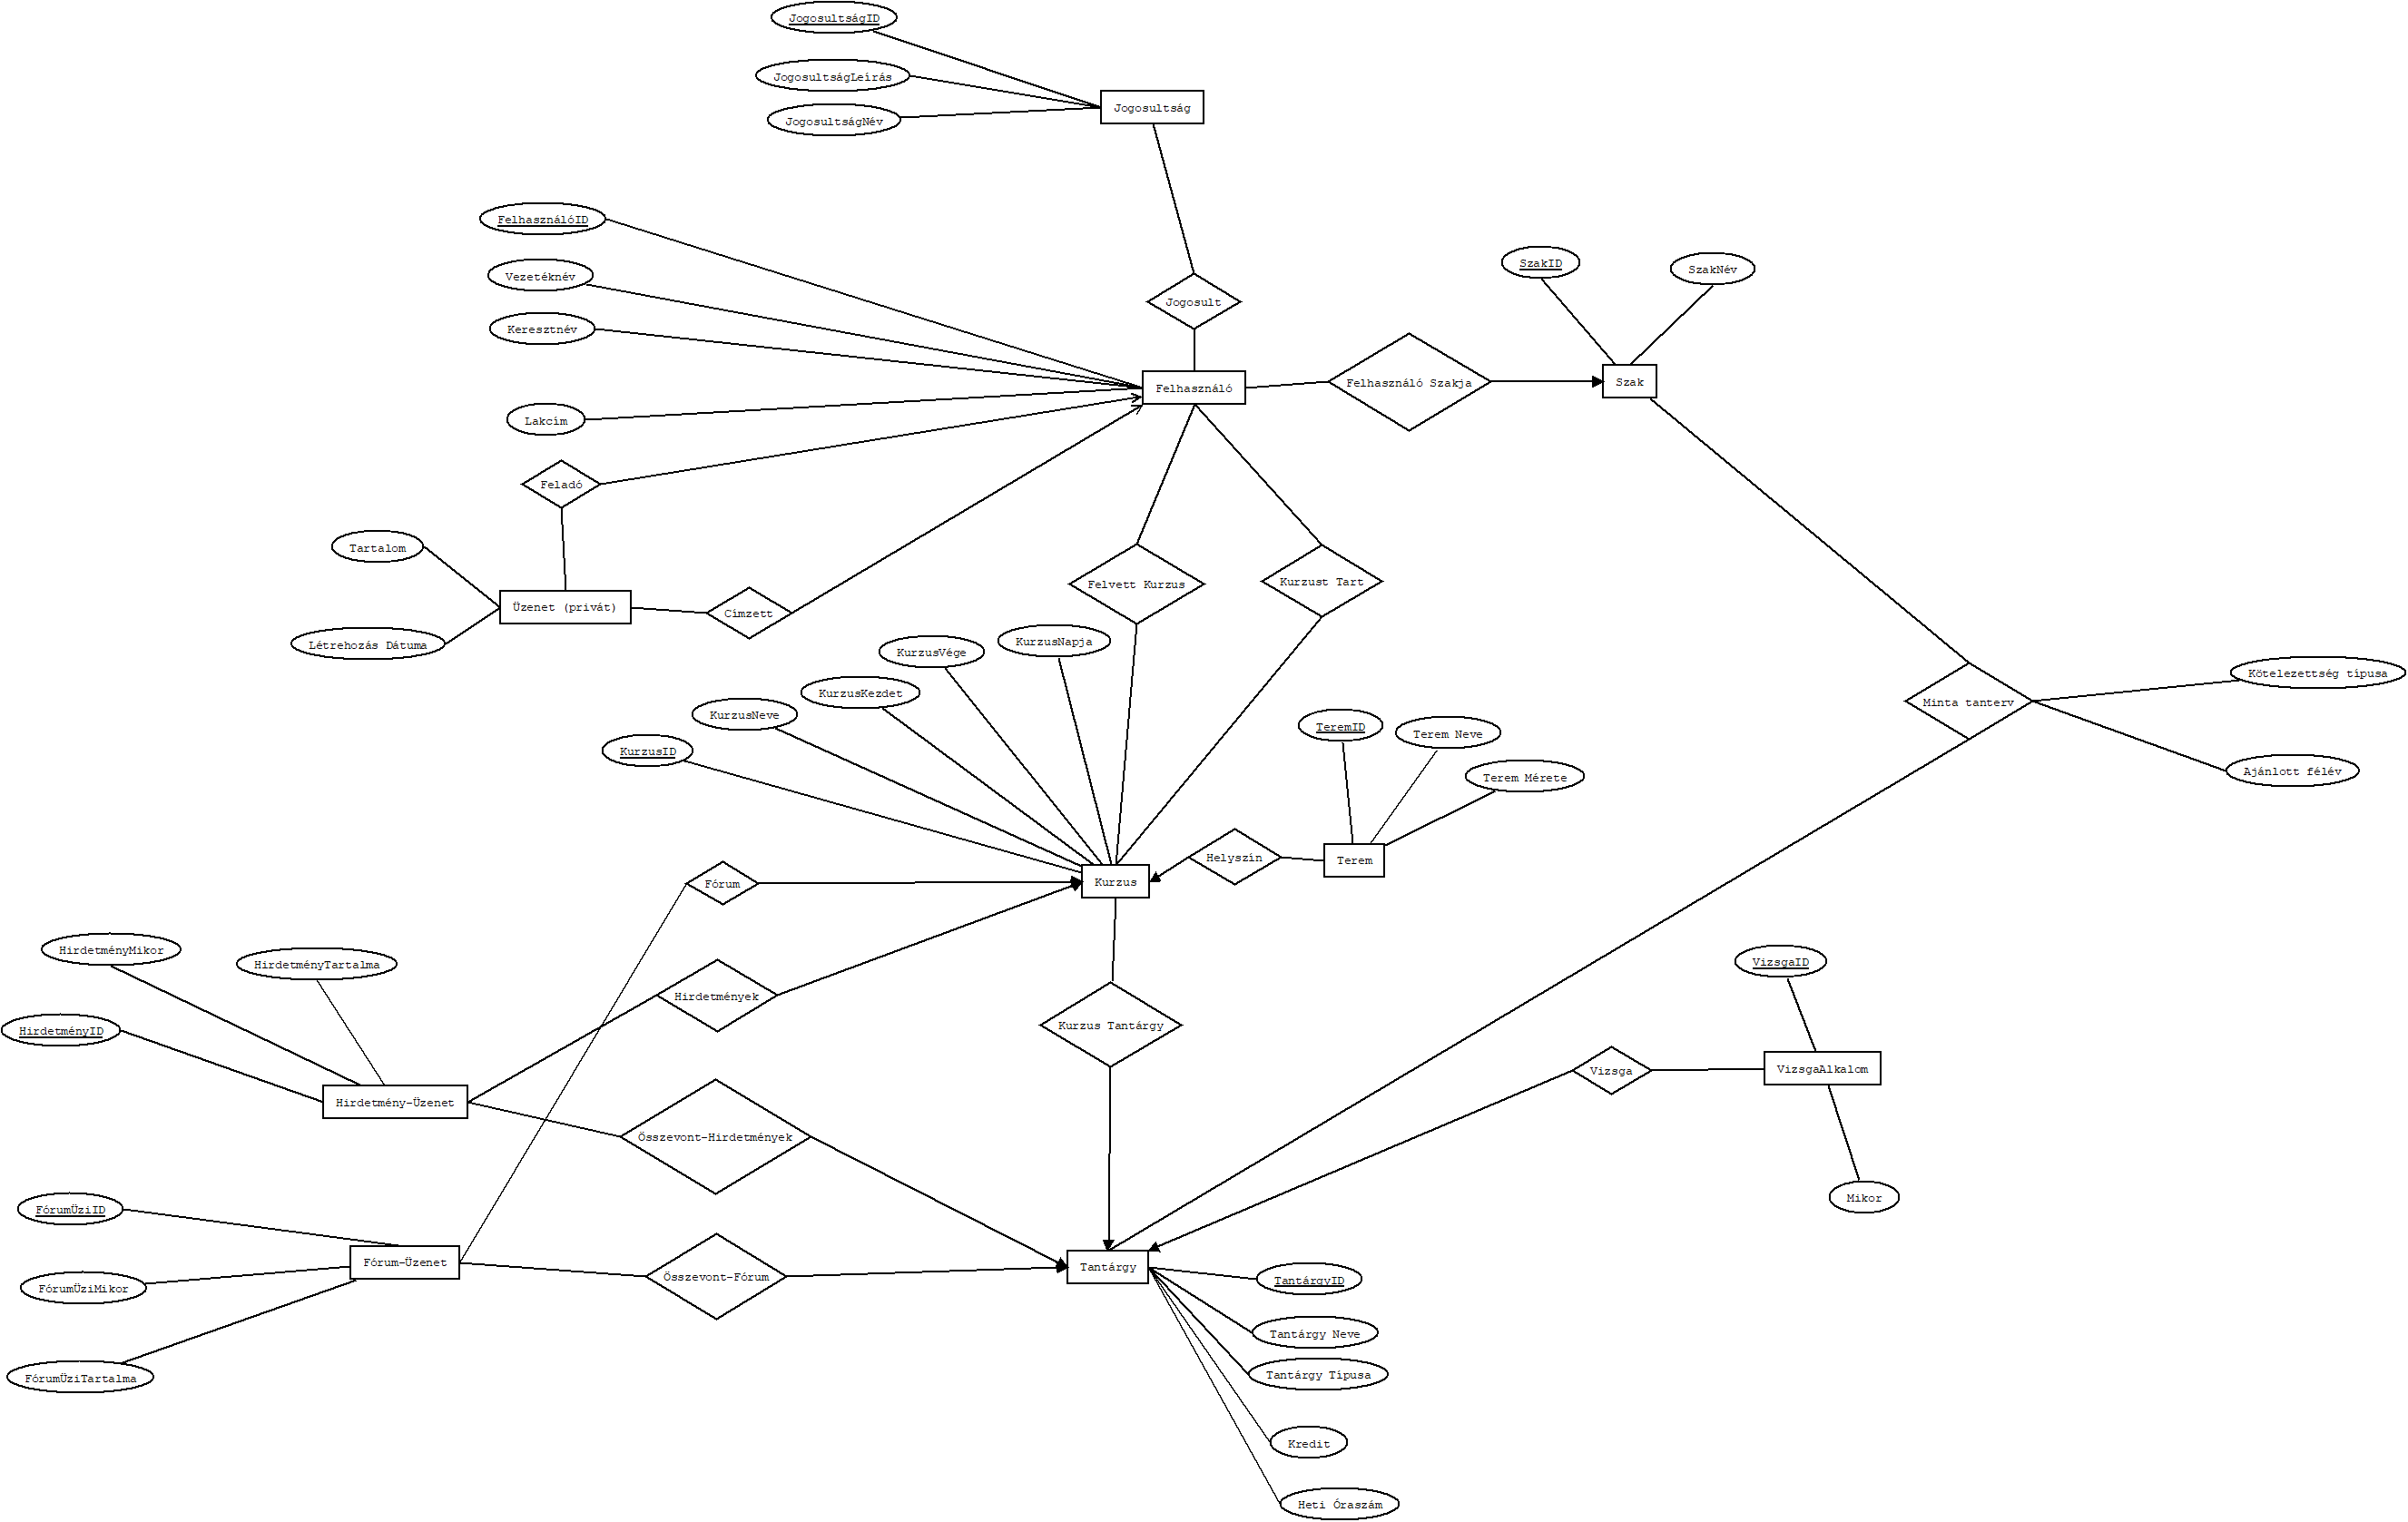 JogosultságID
JogosultságLeírás
Jogosultság
JogosultságNév
FelhasználóID
SzakID
SzakNév
Vezetéknév
Jogosult
Keresztnév
Felhasználó
Felhasználó Szakja
Szak
Lakcím
Feladó
Tartalom
Felvett Kurzus
Kurzust Tart
Üzenet (privát)
Címzett
Létrehozás Dátuma
KurzusVége
KurzusNapja
Kötelezettség típusa
KurzusKezdet
Minta tanterv
KurzusNeve
TeremID
Terem Neve
KurzusID
Terem Mérete
Ajánlott félév
Helyszín
Terem
Fórum
Kurzus
HirdetményMikor
HirdetményTartalma
VizsgaID
Hirdetmények
HirdetményID
Kurzus Tantárgy
Vizsga
VizsgaAlkalom
Hirdetmény-Üzenet
Összevont-Hirdetmények
Mikor
FórumÜziID
Fórum-Üzenet
Összevont-Fórum
Tantárgy
TantárgyID
FórumÜziMikor
Tantárgy Neve
Tantárgy Típusa
FórumÜziTartalma
Kredit
Heti Óraszám